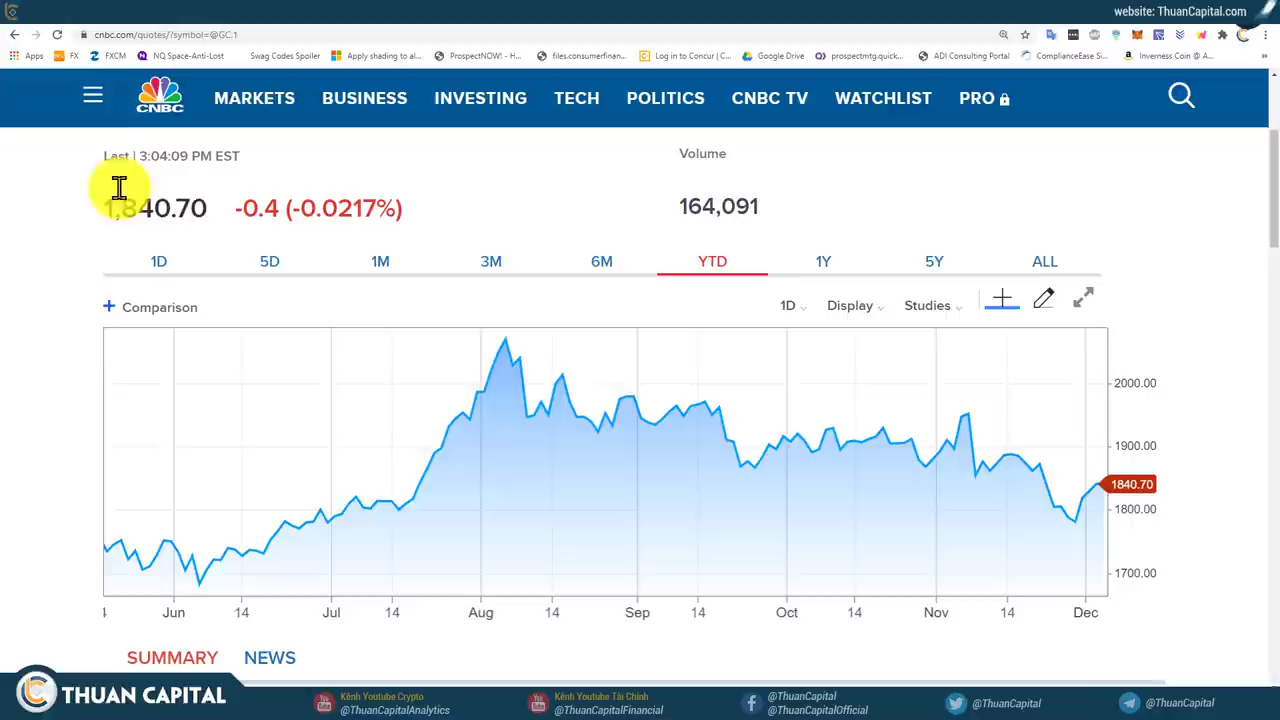 website: ThuanCapital.com
cnbc.com/quotes/?symbol=@GC.1
Apps FX FXCM NQ Space-Anti-Lost Swag Codes Spoiler Apply shading to al... ProspectNOW! - H... files.consumerfinan... Log in to Concur | C... Google Drive prospectmtg.quick... ADI Consulting Portal ComplianceEase Si... Inverness Coin @ A... »
CNBC MARKETS BUSINESS INVESTING TECH POLITICS CNBC TV WATCHLIST PRO
Last | 3:04:09 PM EST
Volume
1,840.70 -0.4 (-0.0217%)
164,091
1D 5D 1M 3M 6M YTD 1Y 5Y ALL
+ Comparison
1D Display Studies
2000.00
1900.00
1840.70
1800.00
1700.00
Jun 14 Jul 14 Aug 14 Sep 14 Oct 14 Nov 14 Dec
SUMMARY NEWS
THUAN CAPITAL
Kênh Youtube Crypto
@ThuanCapitalAnalytics
Kênh Youtube Tài Chính
@ThuanCapitalFinancial
@ThuanCapital
@ThuanCapitalOfficial
@ThuanCapital
@ThuanCapital